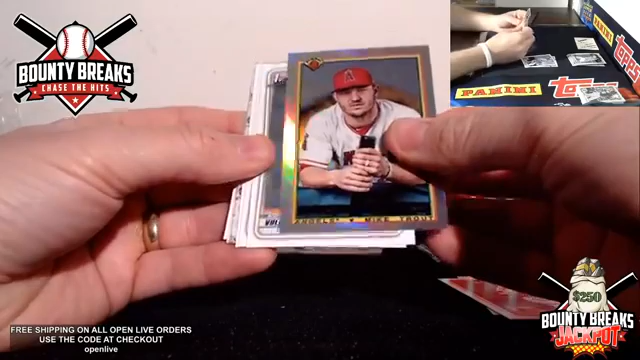 BOUNTY BREAKS
CHASE THE HITS
PANINI
PANINI
Topps
A
ANGELS • MIKE TROUT
$250
BOUNTY BREAKS
JACKPOT
FREE SHIPPING ON ALL OPEN LIVE ORDERS
USE THE CODE AT CHECKOUT
openlive